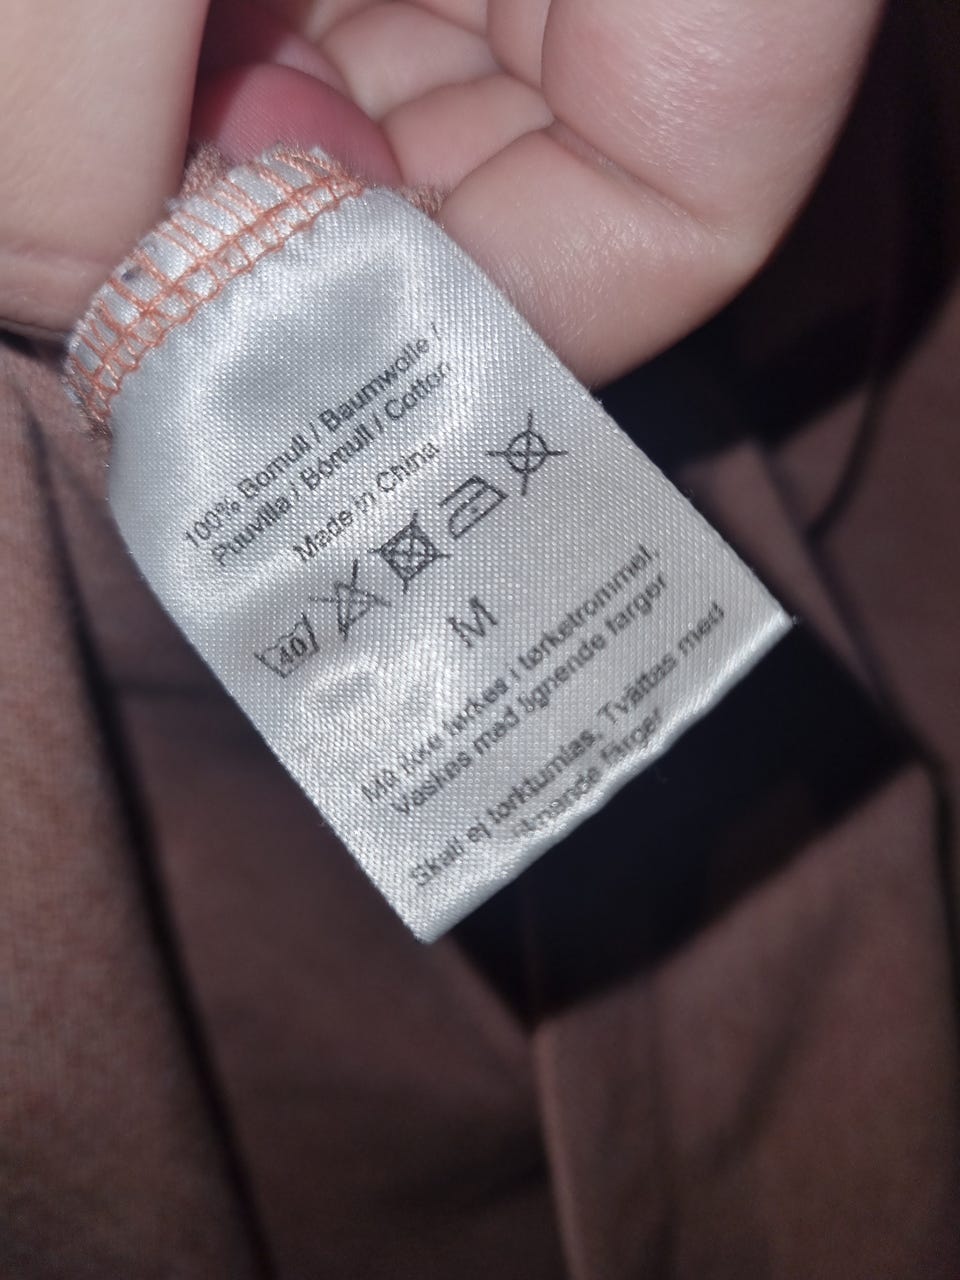 100% Bomull / Baumwolle /
Puuvilla / Bomull / Cotton
Made in China
40
M
Må ikke tørkes i tørketrommel,
Vaskes med lignende farger
Skall ej torktumlas, Tvättas med
liknande färger